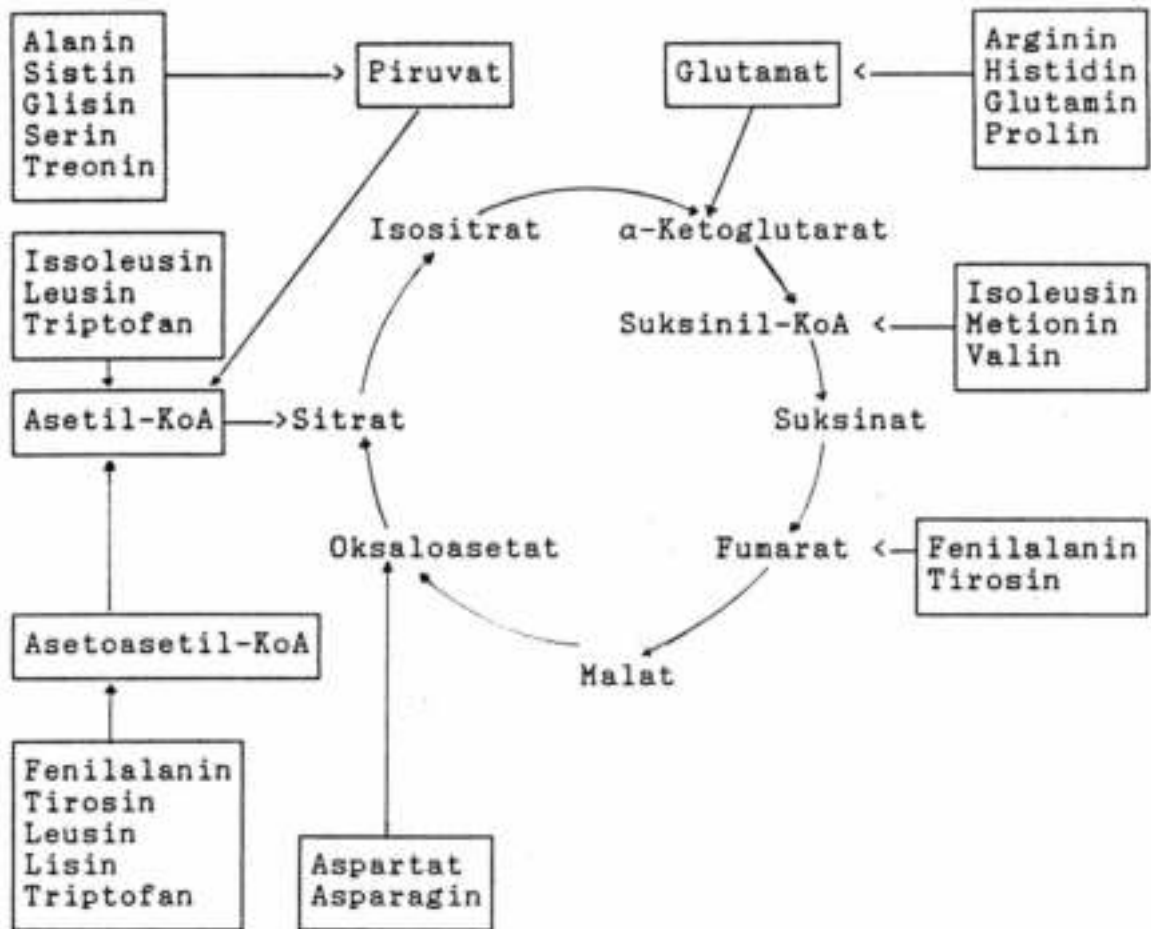 Alanin
Sistin
Glisin
Serin
Treonin
Piruvat
Glutamat
Arginin
Histidin
Glutamin
Prolin
Isositrat
α-Ketoglutarat
Issoleusin
Leusin
Triptofan
Suksinil-KoA
Isoleusin
Metionin
Valin
Asetil-KoA
Sitrat
Suksinat
Oksaloasetat
Fumarat
Fenilalanin
Tirosin
Asetoasetil-KoA
Malat
Fenilalanin
Tirosin
Leusin
Lisin
Triptofan
Aspartat
Asparagin